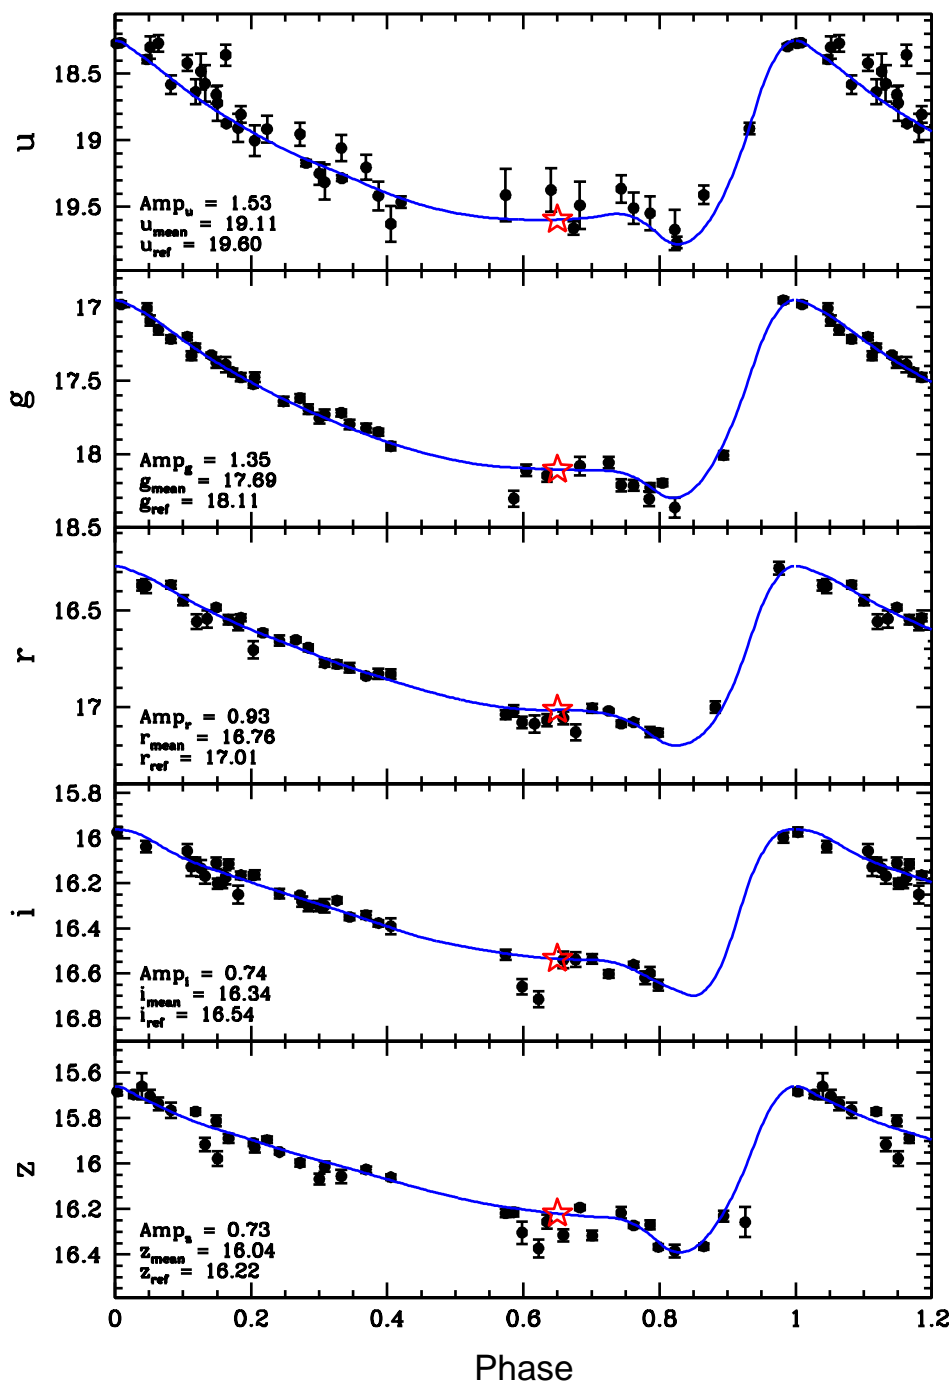 18.5
19
19.5
u
Ampu = 1.53
umean = 19.11
uref = 19.60
17
17.5
18
18.5
g
Ampg = 1.35
gmean = 17.69
gref = 18.11
16.5
17
r
Ampr = 0.93
rmean = 16.76
rref = 17.01
15.8
16
16.2
16.4
16.6
16.8
i
Ampi = 0.74
imean = 16.34
iref = 16.54
15.6
15.8
16
16.2
16.4
z
Ampz = 0.73
zmean = 16.04
zref = 16.22
0 0.2 0.4 0.6 0.8 1 1.2
Phase